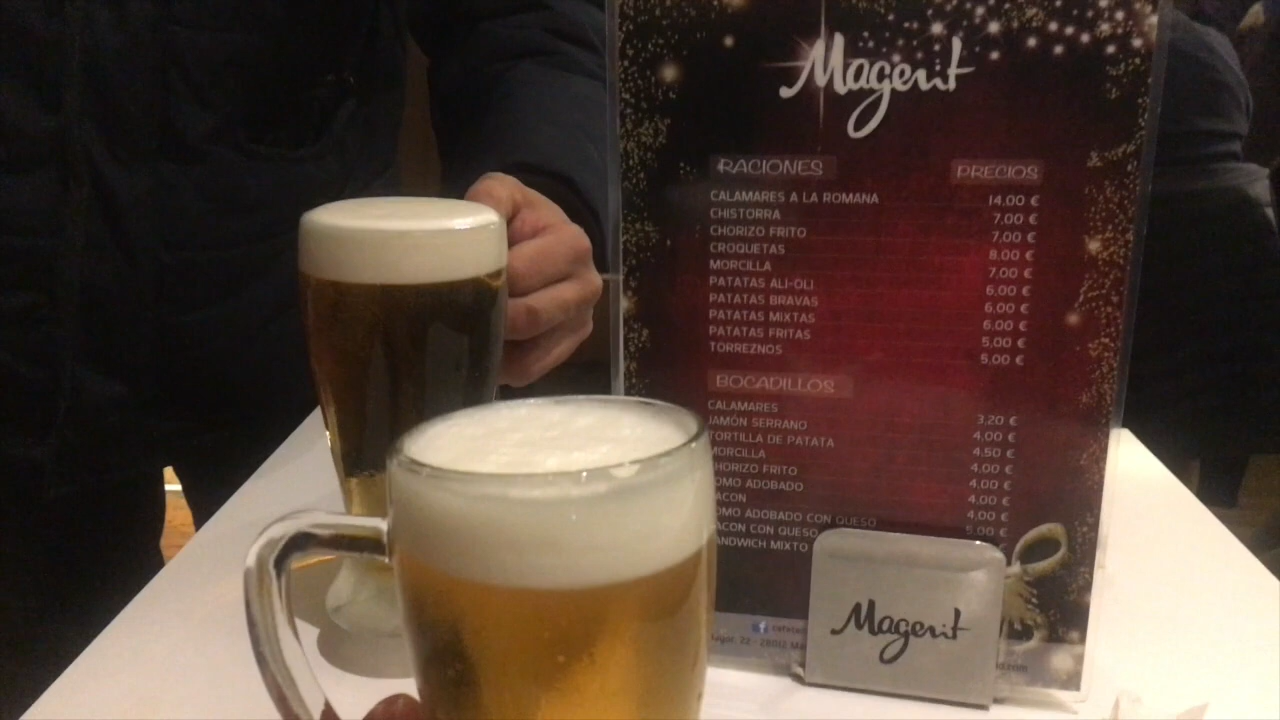 Magerit
RACIONES PRECIOS
CALAMARES A LA ROMANA 14,00 €
CHISTORRA 7,00 €
CHORIZO FRITO 7,00 €
CROQUETAS 8,00 €
MORCILLA 7,00 €
PATATAS ALI-OLI 6,00 €
PATATAS BRAVAS 6,00 €
PATATAS MIXTAS 6,00 €
PATATAS FRITAS 5,00 €
TORREZNOS 5,00 €
BOCADILLOS
CALAMARES 3,20 €
JAMÓN SERRANO 4,00 €
TORTILLA DE PATATA 4,50 €
MORCILLA 4,00 €
CHORIZO FRITO 4,00 €
LOMO ADOBADO 4,00 €
BACON 4,00 €
LOMO ADOBADO CON QUESO 5,00 €
BACON CON QUESO
SANDWICH MIXTO
22 - 28012
Magerit